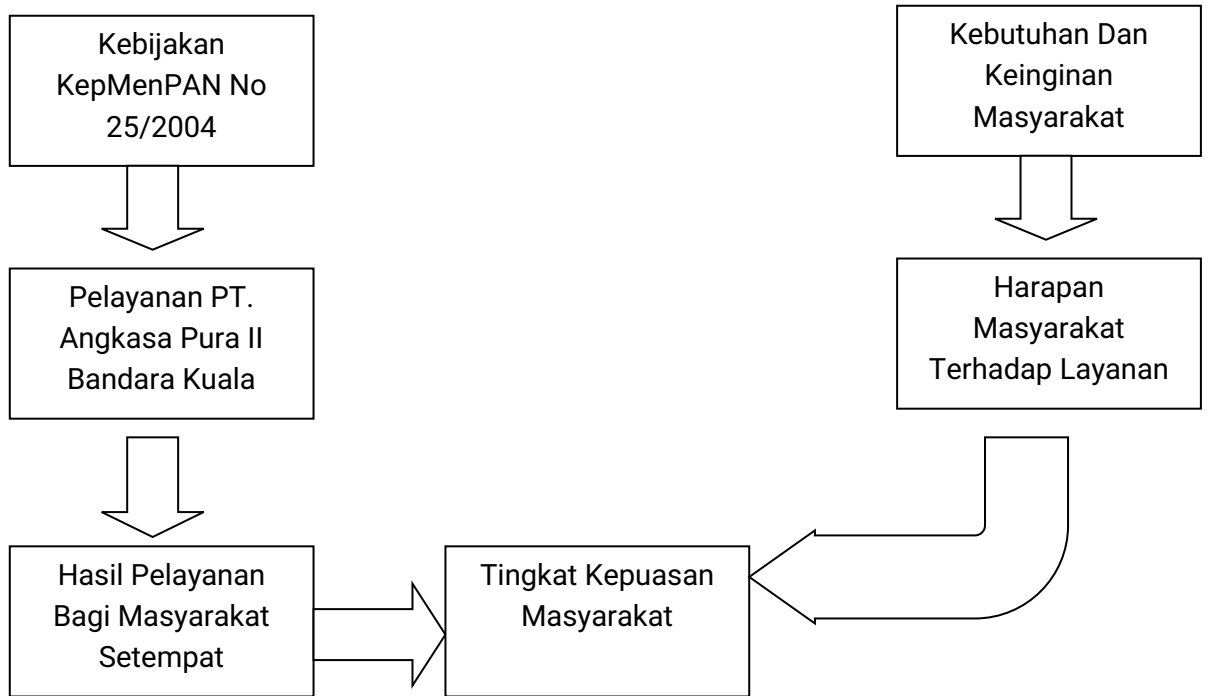 Kebijakan
KepMenPAN No
25/2004
Kebutuhan Dan
Keinginan
Masyarakat
Pelayanan PT.
Angkasa Pura II
Bandara Kuala
Harapan
Masyarakat
Terhadap Layanan
Hasil Pelayanan
Bagi Masyarakat
Setempat
Tingkat Kepuasan
Masyarakat